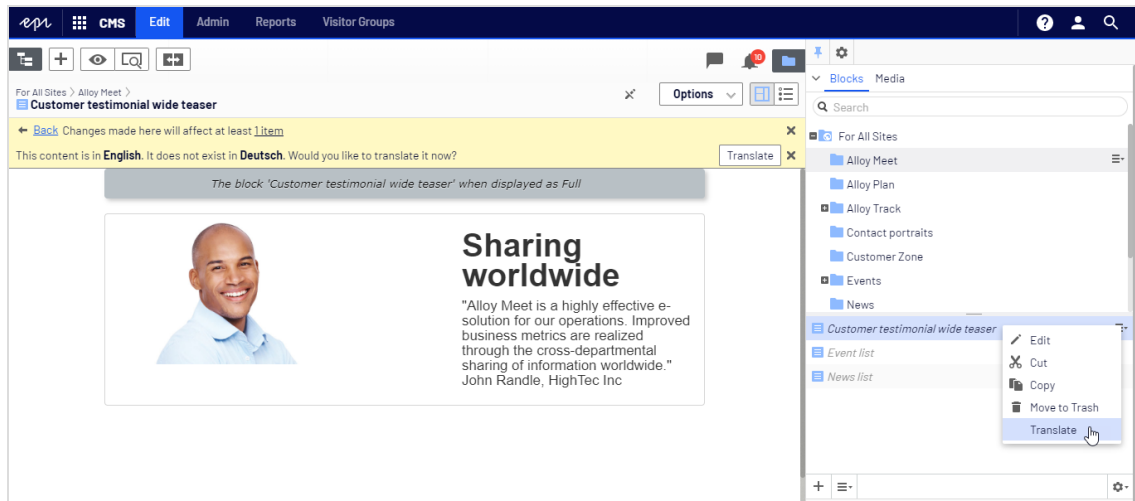 epi CMS Edit Admin Reports Visitor Groups
10
For All Sites > Alloy Meet >
Customer testimonial wide teaser
Options
Back Changes made here will affect at least 1 item
This content is in English. It does not exist in Deutsch. Would you like to translate it now? Translate
The block 'Customer testimonial wide teaser' when displayed as Full
Sharing
worldwide
"Alloy Meet is a highly effective e-
solution for our operations. Improved
business metrics are realized
through the cross-departmental
sharing of information worldwide."
John Randle, HighTec Inc
Blocks Media
Search
For All Sites
Alloy Meet
Alloy Plan
Alloy Track
Contact portraits
Customer Zone
Events
News
Customer testimonial wide teaser
Event list
News list
Edit
Cut
Copy
Move to Trash
Translate